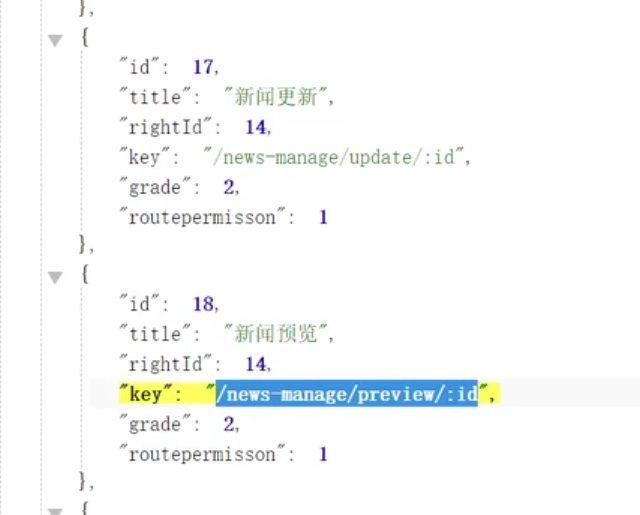 },
{
"id": 17,
"title": "新闻更新",
"rightId": 14,
"key": "/news-manage/update/:id",
"grade": 2,
"routepermisson": 1
},
{
"id": 18,
"title": "新闻预览",
"rightId": 14,
"key": "/news-manage/preview/:id",
"grade": 2,
"routepermisson": 1
},
{